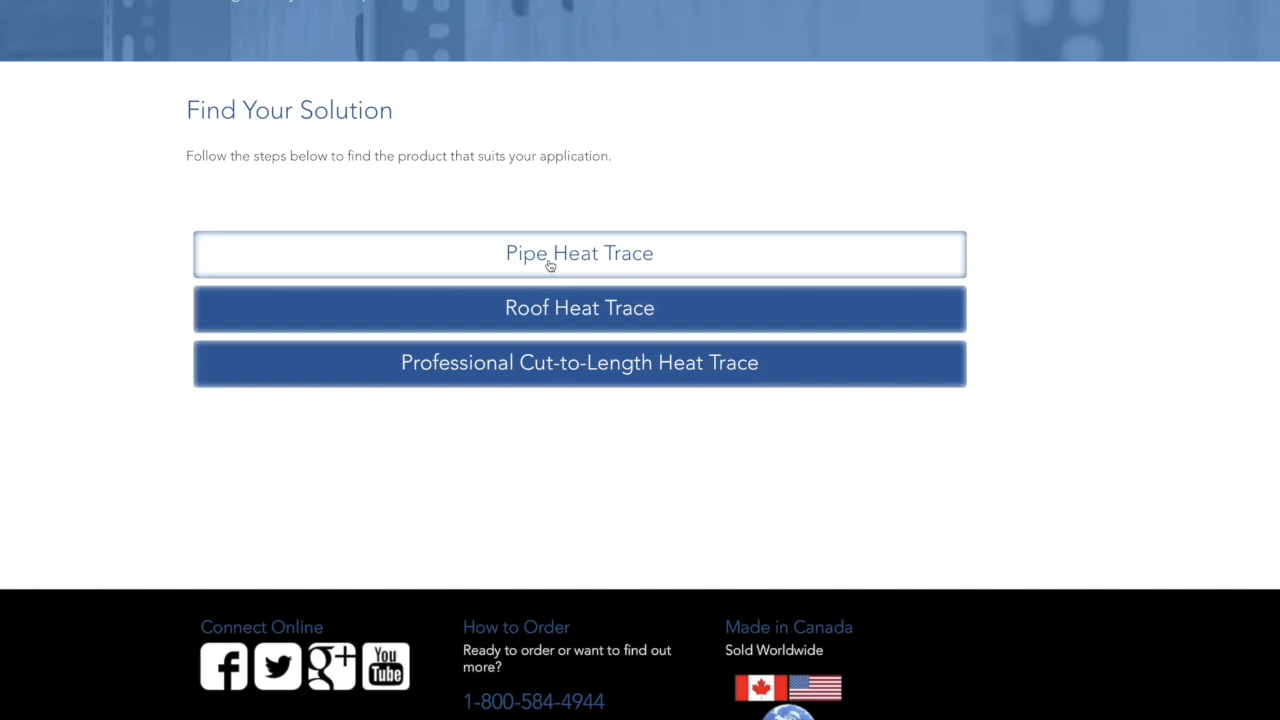 Find Your Solution
Follow the steps below to find the product that suits your application.
Pipe Heat Trace
Roof Heat Trace
Professional Cut-to-Length Heat Trace
Connect Online
g+
You
Tube
How to Order
Ready to order or want to find out
more?
1-800-584-4944
Made in Canada
Sold Worldwide